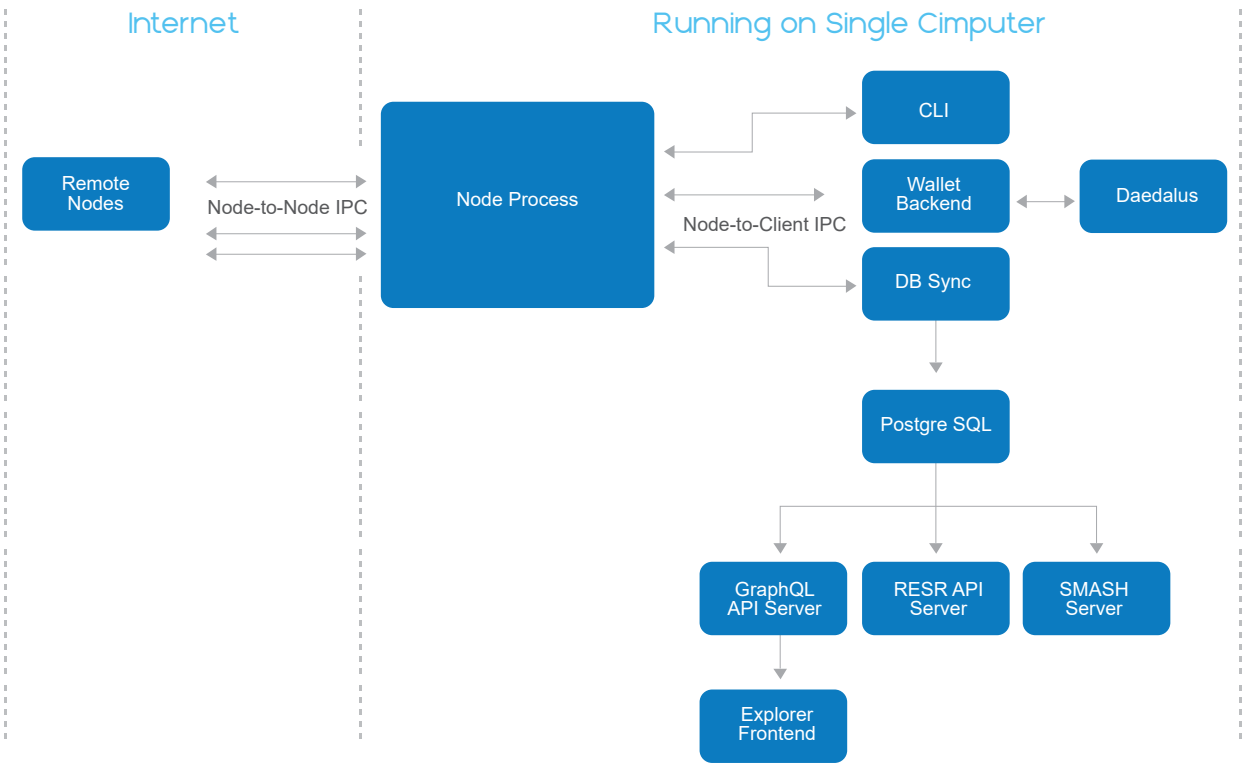 Internet
Running on Single Cimputer
Remote
Nodes
Node-to-Node IPC
Node Process
Node-to-Client IPC
CLI
Wallet
Backend
Daedalus
DB Sync
Postgre SQL
GraphQL
API Server
RESR API
Server
SMASH
Server
Explorer
Frontend